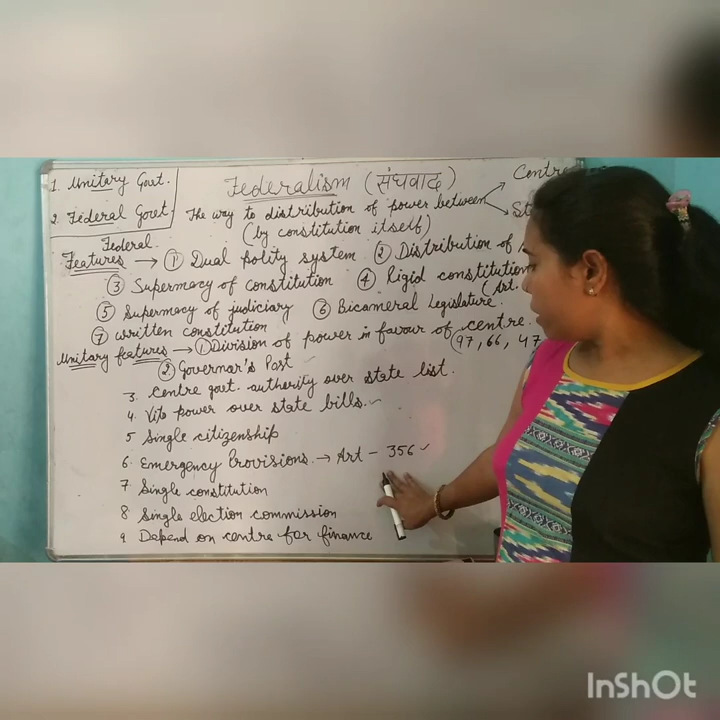 1. Unitary Govt.
2. Federal Govt.
Federalism (संघवाद)
Centre
The way to distribution of power between
(by constitution itself)
Federal.
Features → ① Dual polity system ② Distribution of
③ Supermacy of constitution ④ Rigid constitution
(Art.
⑤ Supermacy of judiciary ⑥ Bicameral Legislature.
⑦ written constitution
Unitary features → ① Division of power in favour of centre.
(97, 66, 47
② Governar's Post
3. Centre govt. authority over state list.
4. Vito power over state bills.
5 Single citizenship
6. Emergency Provisions. → Art - 356
7 Single constitution
8 Single election commission
9 Depend on centre for finance
InShOt